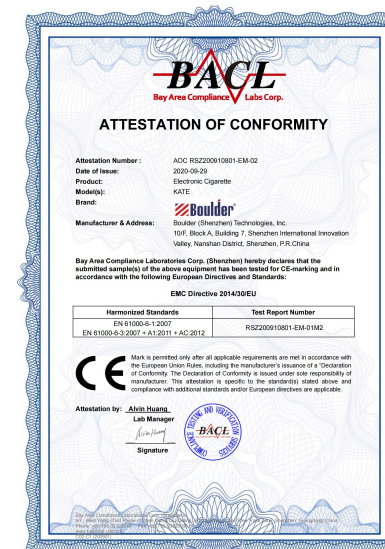 BACL
Bay Area Compliance Labs Corp.
ATTESTATION OF CONFORMITY
Attestation Number : AOC RSZ200910801-EM-02
Date of Issue: 2020-09-29
Product: Electronic Cigarette
Model(s): KATE
Brand: Boulder
Manufacturer & Address: Boulder (Shenzhen) Technologies, Inc.
10/F, Block A, Building 7, Shenzhen International Innovation
Valley, Nanshan District, Shenzhen, P.R.China
Bay Area Compliance Laboratories Corp. (Shenzhen) hereby declares that the
submitted sample(s) of the above equipment has been tested for CE-marking and in
accordance with the following European Directives and Standards:
EMC Directive 2014/30/EU
Harmonized Standards Test Report Number
EN 61000-6-1:2007
EN 61000-6-3:2007 + A1:2011 + AC:2012
RSZ200910801-EM-01M2
CE
Mark is permitted only after all applicable requirements are met in accordance with
the European Union Rules, including the manufacturer's issuance of a "Declaration
of Conformity. The Declaration of Conformity is issued under sole responsibility of
manufacturer. This attestation is specific to the standard(s) stated above and
compliance with additional standards and/or European directives are applicable.
Attestation by: Alvin Huang
Lab Manager
Alvin Huang
Signature
COMPLIANCE TESTING AND VERIFICATION SERVICES
BACL